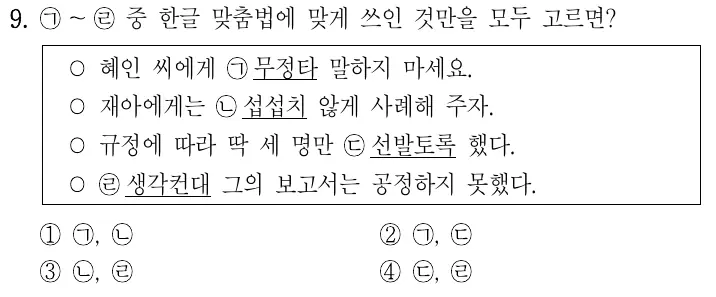 9. ㉠ ~ ㉣ 중 한글 맞춤법에 맞게 쓰인 것만을 모두 고르면?
○ 혜인 씨에게 ㉠ 무정타 말하지 마세요.
○ 재아에게는 ㉡ 섭섭치 않게 사례해 주자.
○ 규정에 따라 딱 세 명만 ㉢ 선발토록 했다.
○ ㉣ 생각컨대 그의 보고서는 공정하지 못했다.
① ㉠, ㉡ ② ㉠, ㉢
③ ㉡, ㉣ ④ ㉢, ㉣